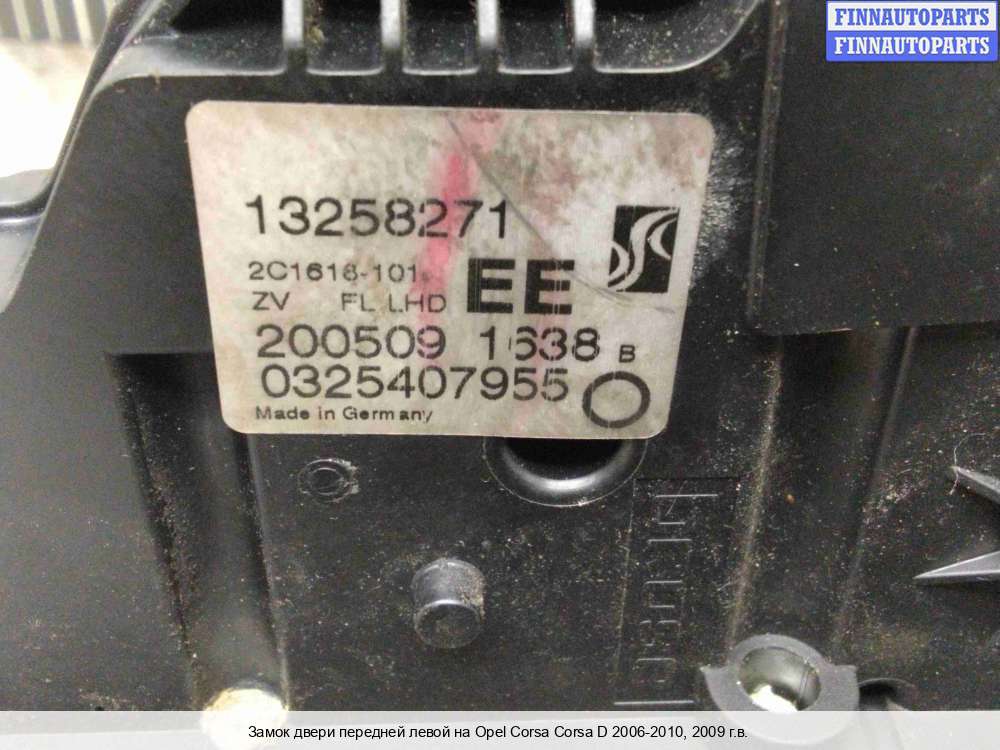 FINNAUTOPARTS
FINNAUTOPARTS
13258271
2C1618-101
EE
ZV FL LHD
200509 1638 B
0325407955
Made in Germany
Замок двери передней левой на Opel Corsa Corsa D 2006-2010, 2009 г.в.